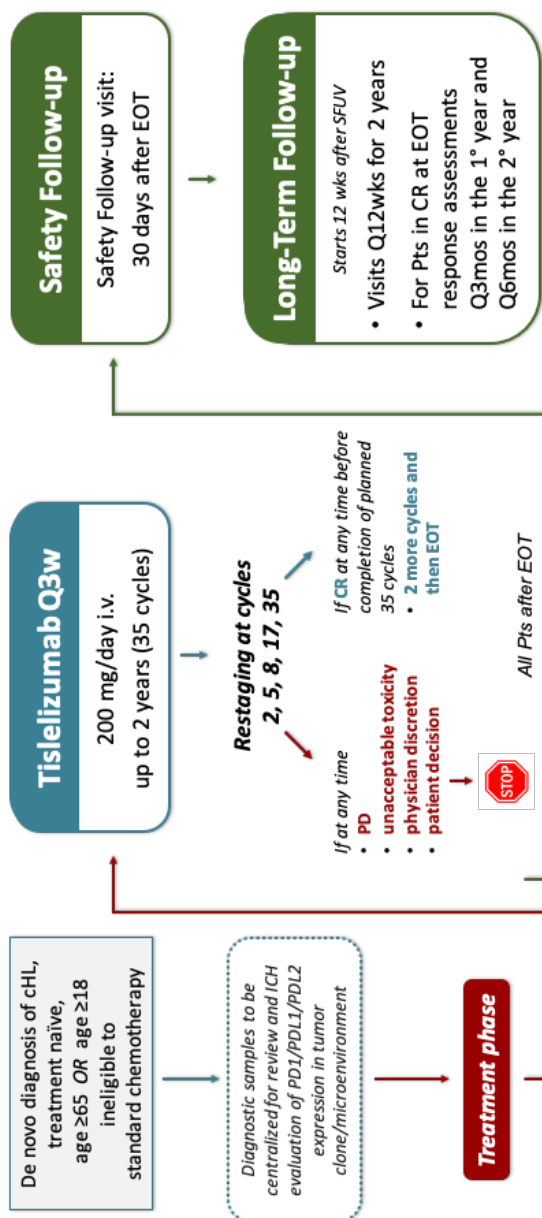 De novo diagnosis of cHL,
treatment naïve,
age ≥65 OR age ≥18
ineligible to
standard chemotherapy
Diagnostic samples to be
centralized for review and ICH
evaluation of PD1/PDL1/PDL2
expression in tumor
clone/microenvironment
Treatment phase
Tislelizumab Q3w
200 mg/day i.v.
up to 2 years (35 cycles)
Restaging at cycles
2, 5, 8, 17, 35
If at any time
• PD
• unacceptable toxicity
• physician discretion
• patient decision
STOP
If CR at any time before
completion of planned
35 cycles
• 2 more cycles and
then EOT
All Pts after EOT
Safety Follow-up
Safety Follow-up visit:
30 days after EOT
Long-Term Follow-up
Starts 12 wks after SFUV
• Visits Q12wks for 2 years
• For Pts in CR at EOT
response assessments
Q3mos in the 1° year and
Q6mos in the 2° year